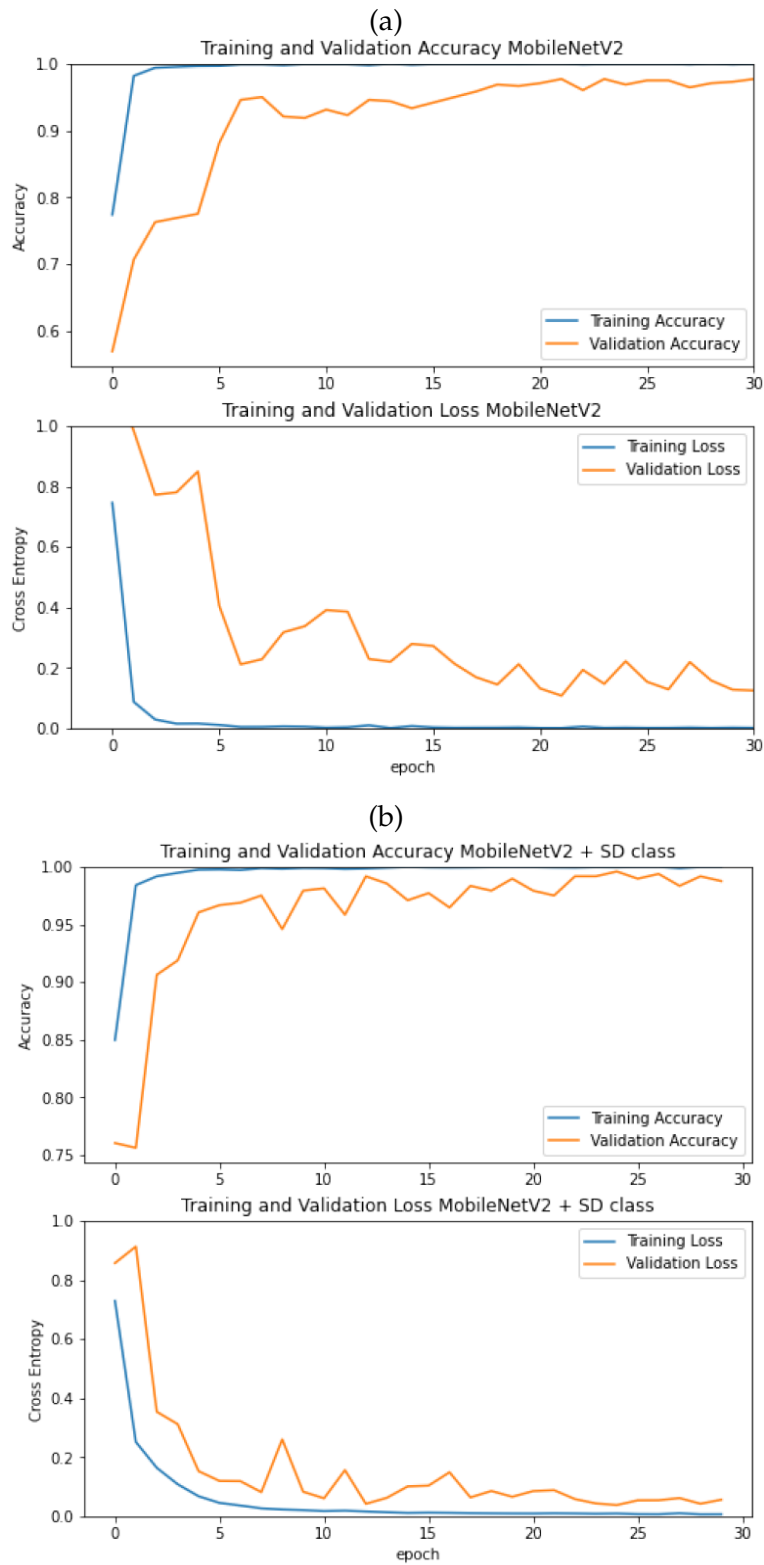 (a)
Training and Validation Accuracy MobileNetV2
1.0
0.9
0.8
0.7
0.6
Accuracy
Training Accuracy
Validation Accuracy
0 5 10 15 20 25 30
Training and Validation Loss MobileNetV2
1.0
0.8
0.6
0.4
0.2
0.0
Cross Entropy
Training Loss
Validation Loss
0 5 10 15 20 25 30
epoch
(b)
Training and Validation Accuracy MobileNetV2 + SD class
1.00
0.95
0.90
0.85
0.80
0.75
Accuracy
Training Accuracy
Validation Accuracy
0 5 10 15 20 25 30
Training and Validation Loss MobileNetV2 + SD class
1.0
0.8
0.6
0.4
0.2
0.0
Cross Entropy
Training Loss
Validation Loss
0 5 10 15 20 25 30
epoch